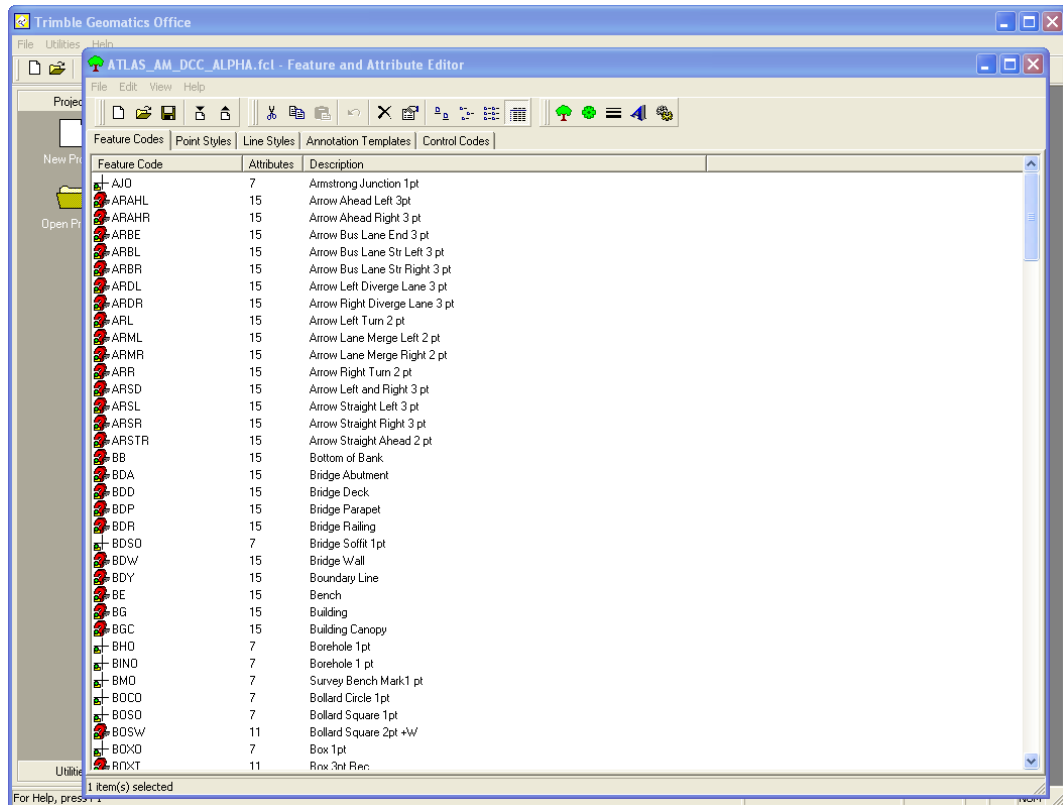 Trimble Geomatics Office
File Utilities Help
ATLAS_AM_DCC_ALPHA.fcl - Feature and Attribute Editor
File Edit View Help
Feature Codes Point Styles Line Styles Annotation Templates Control Codes
Feature Code Attributes Description
AJO 7 Armstrong Junction 1pt
ARAHL 15 Arrow Ahead Left 3pt
ARAHR 15 Arrow Ahead Right 3 pt
ARBE 15 Arrow Bus Lane End 3 pt
ARBL 15 Arrow Bus Lane Str Left 3 pt
ARBR 15 Arrow Bus Lane Str Right 3 pt
ARDL 15 Arrow Left Diverge Lane 3 pt
ARDR 15 Arrow Right Diverge Lane 3 pt
ARL 15 Arrow Left Turn 2 pt
ARML 15 Arrow Lane Merge Left 2 pt
ARMR 15 Arrow Lane Merge Right 2 pt
ARR 15 Arrow Right Turn 2 pt
ARSD 15 Arrow Left and Right 3 pt
ARSL 15 Arrow Straight Left 3 pt
ARSR 15 Arrow Straight Right 3 pt
ARSTR 15 Arrow Straight Ahead 2 pt
BB 15 Bottom of Bank
BDA 15 Bridge Abutment
BDD 15 Bridge Deck
BDP 15 Bridge Parapet
BDR 15 Bridge Railing
BDSO 7 Bridge Soffit 1pt
BDW 15 Bridge Wall
BDY 15 Boundary Line
BE 15 Bench
BG 15 Building
BGC 15 Building Canopy
BHO 7 Borehole 1pt
BINO 7 Borehole 1 pt
BMO 7 Survey Bench Mark1 pt
BOCO 7 Bollard Circle 1pt
BOSO 7 Bollard Square 1pt
BOSW 11 Bollard Square 2pt +W
BOXO 7 Box 1pt
BOXT 11 Box 3pt Rec
1 item(s) selected
Projec
New Pro
Open Pr
Utilitie
For Help, press F1
NUM